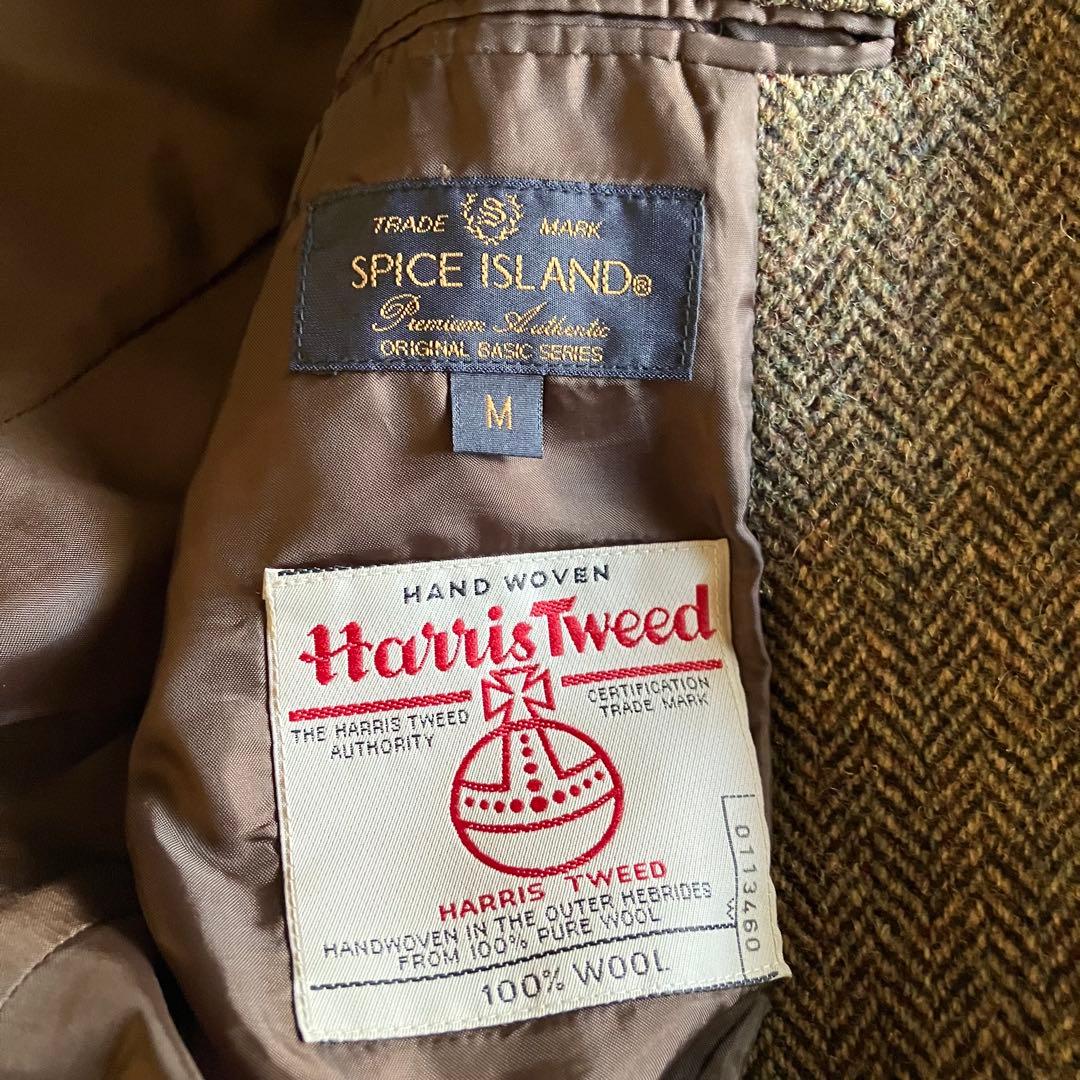 TRADE S MARK
SPICE ISLAND®
Premium Authentic
ORIGINAL BASIC SERIES
M
HAND WOVEN
Harris Tweed
THE HARRIS TWEED
AUTHORITY
CERTIFICATION
TRADE MARK
HARRIS TWEED
HANDWOVEN IN THE OUTER HEBRIDES
FROM 100% PURE WOOL
100% WOOL
W 0113460